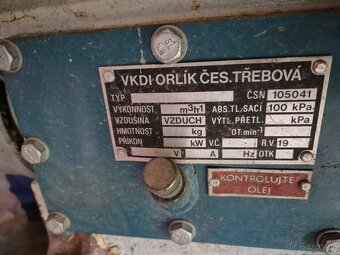 VKDI ORLÍK ČES.TŘEBOVÁ
TYP ČSN 105041
VÝKONNOST m³h-1 ABS.TL.SACÍ 100 kPa
VZDUŠINA VZDUCH VÝTL.PŘETL. kPa
HMOTNOST kg OT.min-1
PŘÍKON kW V.Č. R.V. 19
V A Hz OTK
KONTROLUJTE
OLEJ